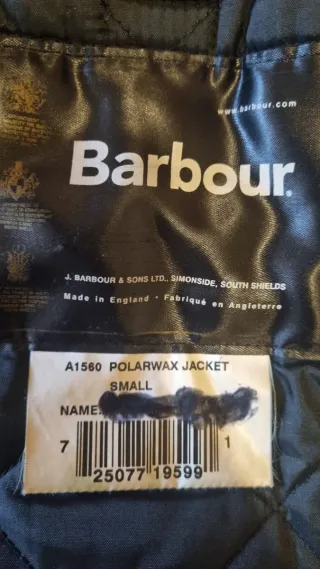 www.barbour.com
Barbour
J. BARBOUR & SONS LTD., SIMONSIDE, SOUTH SHIELDS
Made in England · Fabriqué en Angleterre
A1560 POLARWAX JACKET
SMALL
NAME:
7 25077 19599 1